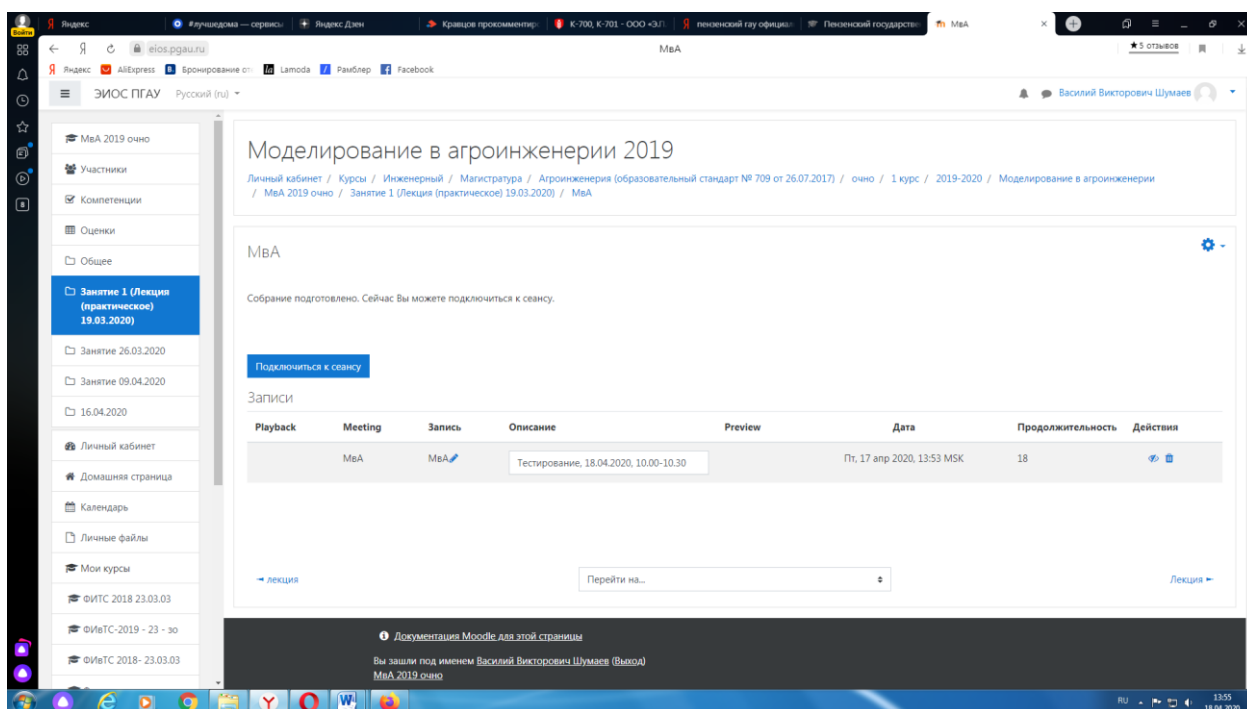 Яндекс
#лучшедома — сервисы
Яндекс Дзен
Кравцов прокомментир
К-700, К-701 - ООО «ЭЛ
пензенский гау официал
Пензенский государстве
МвА
Войти
eios.pgau.ru
МвА
★ 5 отзывов
Яндекс
AliExpress
Бронирование от
Lamoda
Рамблер
Facebook
ЭИОС ПГАУ
Русский (ru)
Василий Викторович Шумаев
МвА 2019 очно
Участники
Компетенции
Оценки
Общее
Занятие 1 (Лекция
(практическое)
19.03.2020)
Занятие 26.03.2020
Занятие 09.04.2020
16.04.2020
Личный кабинет
Домашняя страница
Календарь
Личные файлы
Мои курсы
ФИТС 2018 23.03.03
ФИвТС-2019 - 23 - зо
ФИвТС 2018- 23.03.03
Моделирование в агроинженерии 2019
Личный кабинет / Курсы / Инженерный / Магистратура / Агроинженерия (образовательный стандарт № 709 от 26.07.2017) / очно / 1 курс / 2019-2020 / Моделирование в агроинженерии
/ МвА 2019 очно / Занятие 1 (Лекция (практическое) 19.03.2020) / МвА
МвА
Собрание подготовлено. Сейчас Вы можете подключиться к сеансу.
Подключиться к сеансу
Записи
Playback Meeting Запись Описание Preview Дата Продолжительность Действия
МвА МвА Тестирование, 18.04.2020, 10.00-10.30 Пт, 17 апр 2020, 13:53 MSK 18
лекция
Перейти на...
Лекция
Документация Moodle для этой страницы
Вы зашли под именем Василий Викторович Шумаев (Выход)
МвА 2019 очно
RU
13:55
18.04.2020